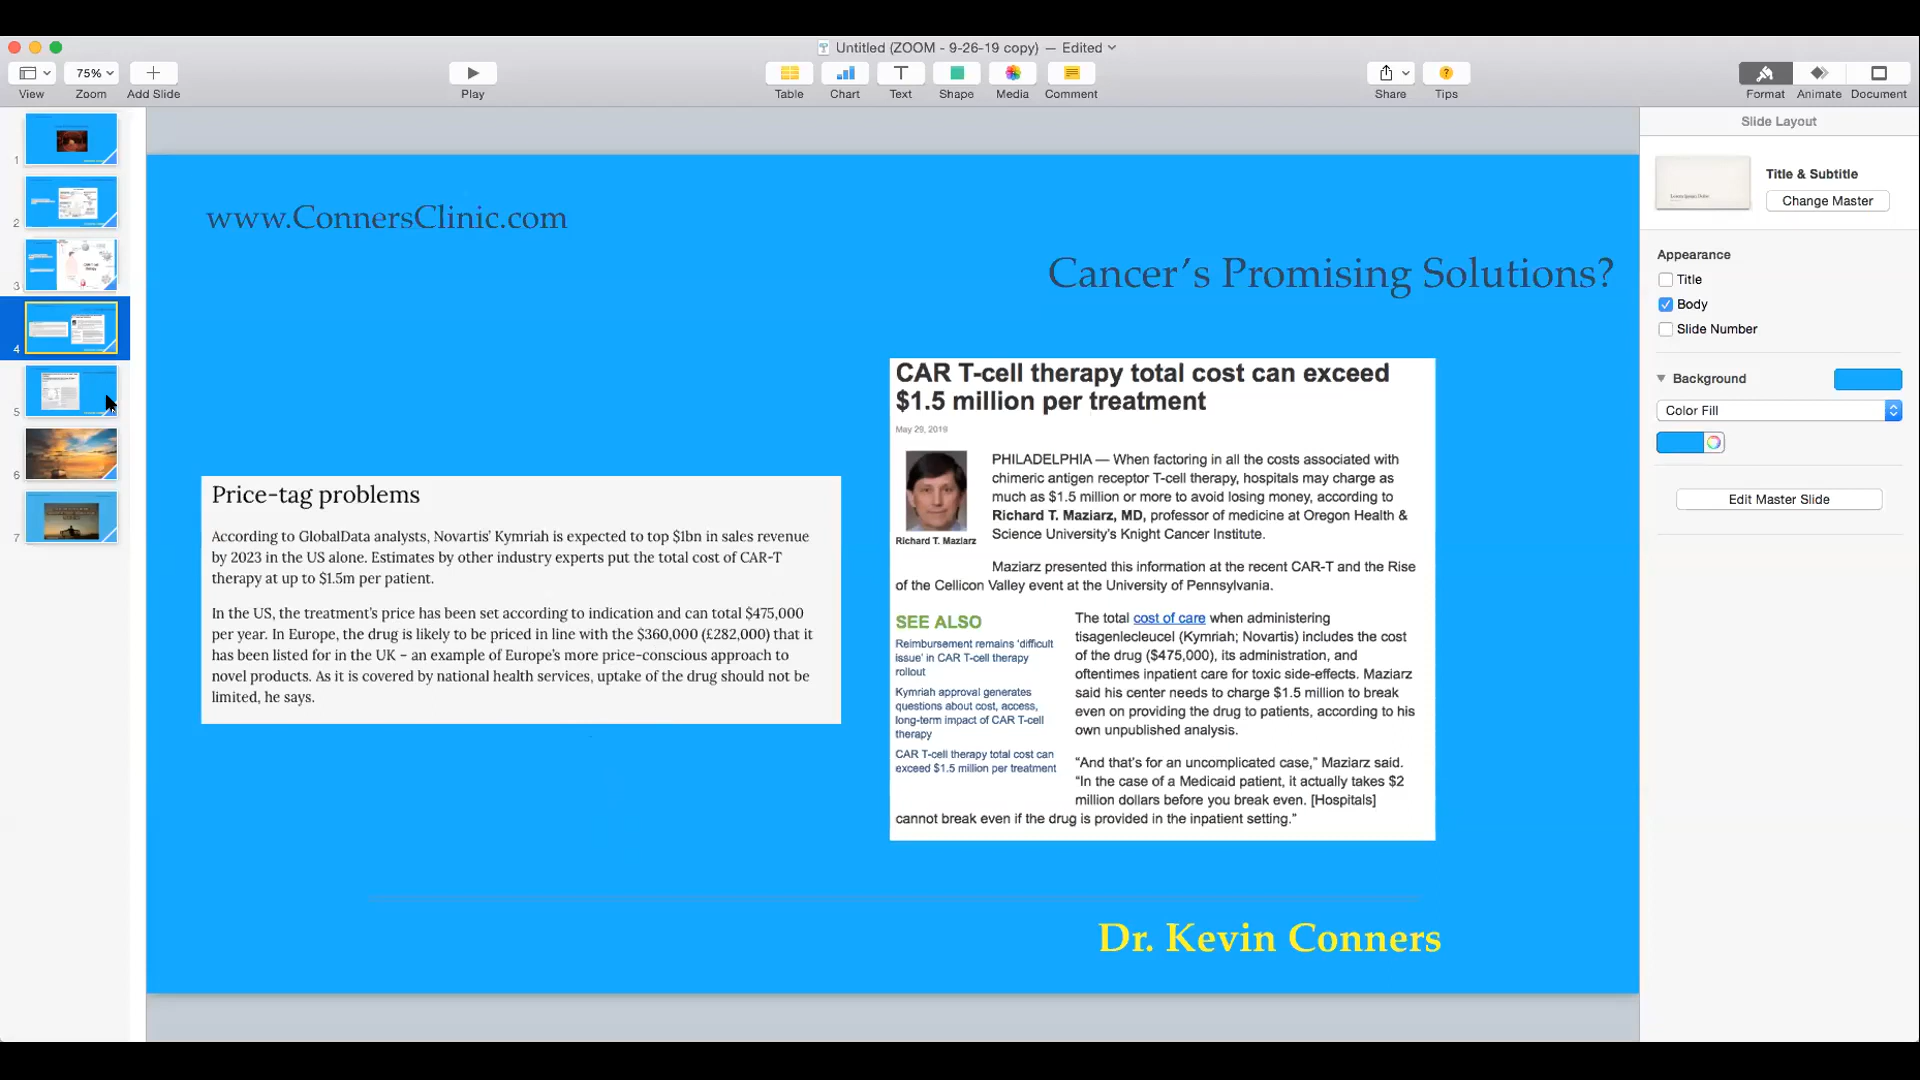 Untitled (ZOOM - 9-26-19 copy) — Edited
75%
View
Zoom
Add Slide
Play
Table
Chart
Text
Shape
Media
Comment
Share
Tips
Format
Animate
Document
1
2
3
4
5
6
7
www.ConnersClinic.com
Cancer's Promising Solutions?
Price-tag problems
According to GlobalData analysts, Novartis' Kymriah is expected to top $1bn in sales revenue
by 2023 in the US alone. Estimates by other industry experts put the total cost of CAR-T
therapy at up to $1.5m per patient.
In the US, the treatment's price has been set according to indication and can total $475,000
per year. In Europe, the drug is likely to be priced in line with the $360,000 (£282,000) that it
has been listed for in the UK – an example of Europe's more price-conscious approach to
novel products. As it is covered by national health services, uptake of the drug should not be
limited, he says.
CAR T-cell therapy total cost can exceed
$1.5 million per treatment
May 29, 2019
PHILADELPHIA — When factoring in all the costs associated with
chimeric antigen receptor T-cell therapy, hospitals may charge as
much as $1.5 million or more to avoid losing money, according to
Richard T. Maziarz, MD, professor of medicine at Oregon Health &
Science University's Knight Cancer Institute.
Richard T. Maziarz
Maziarz presented this information at the recent CAR-T and the Rise
of the Cellicon Valley event at the University of Pennsylvania.
SEE ALSO
Reimbursement remains 'difficult
issue' in CAR T-cell therapy
rollout
Kymriah approval generates
questions about cost, access,
long-term impact of CAR T-cell
therapy
CAR T-cell therapy total cost can
exceed $1.5 million per treatment
The total cost of care when administering
tisagenlecleucel (Kymriah; Novartis) includes the cost
of the drug ($475,000), its administration, and
oftentimes inpatient care for toxic side-effects. Maziarz
said his center needs to charge $1.5 million to break
even on providing the drug to patients, according to his
own unpublished analysis.
“And that's for an uncomplicated case,” Maziarz said.
“In the case of a Medicaid patient, it actually takes $2
million dollars before you break even. [Hospitals]
cannot break even if the drug is provided in the inpatient setting.”
Dr. Kevin Conners
Slide Layout
Title & Subtitle
Change Master
Appearance
Title
Body
Slide Number
Background
Color Fill
Edit Master Slide